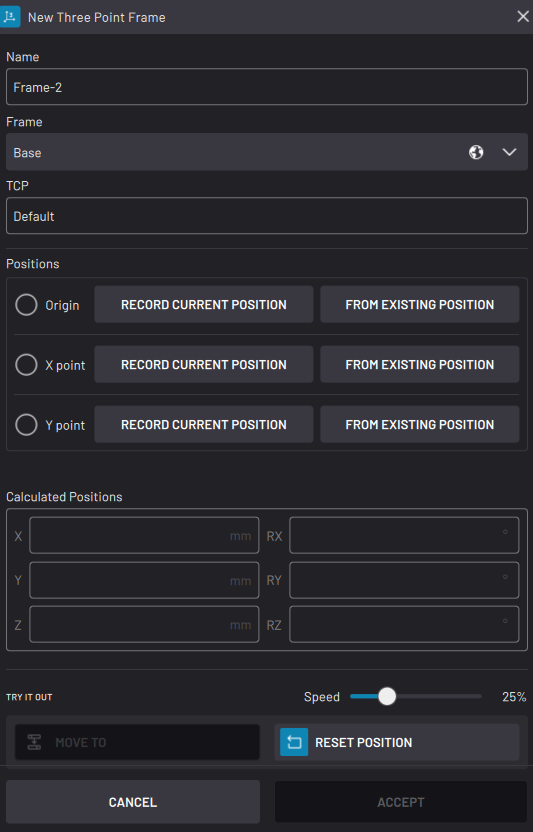 New Three Point Frame
Name
Frame-2
Frame
Base
TCP
Default
Positions
Origin RECORD CURRENT POSITION FROM EXISTING POSITION
X point RECORD CURRENT POSITION FROM EXISTING POSITION
Y point RECORD CURRENT POSITION FROM EXISTING POSITION
Calculated Positions
X mm RX °
Y mm RY °
Z mm RZ °
TRY IT OUT Speed 25%
MOVE TO RESET POSITION
CANCEL ACCEPT